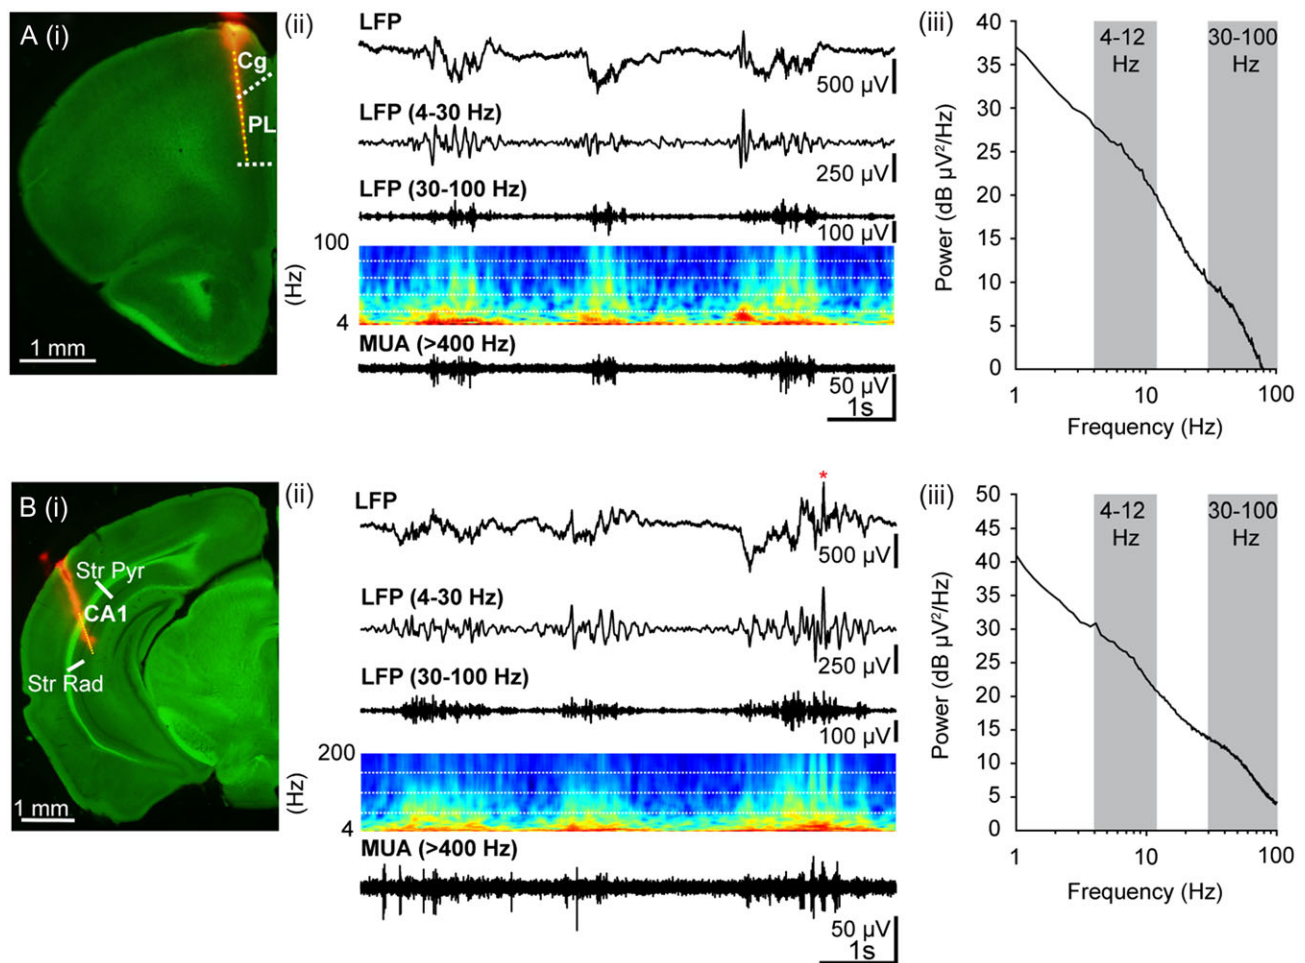 A (i)
Cg
PL
1 mm
(ii)
LFP
500 µV
LFP (4-30 Hz)
250 µV
LFP (30-100 Hz)
100 µV
100
(Hz)
4
MUA (>400 Hz)
50 µV
1s
(iii)
Power (dB µV²/Hz)
40
35
30
25
20
15
10
5
0
4-12
Hz
30-100
Hz
1
10
100
Frequency (Hz)
B (i)
Str Pyr
CA1
Str Rad
1 mm
(ii)
LFP
*
500 µV
LFP (4-30 Hz)
250 µV
LFP (30-100 Hz)
100 µV
200
(Hz)
4
MUA (>400 Hz)
50 µV
1s
(iii)
Power (dB µV²/Hz)
50
45
40
35
30
25
20
15
10
5
0
4-12
Hz
30-100
Hz
1
10
100
Frequency (Hz)